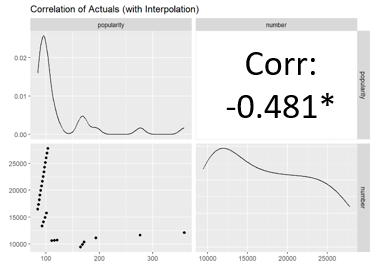 Correlation of Actuals (with Interpolation)
popularity
number
0.02
0.01
0.00
Corr:
-0.481*
popularity
25000
20000
15000
10000
number
100
200
300
10000
15000
20000
25000